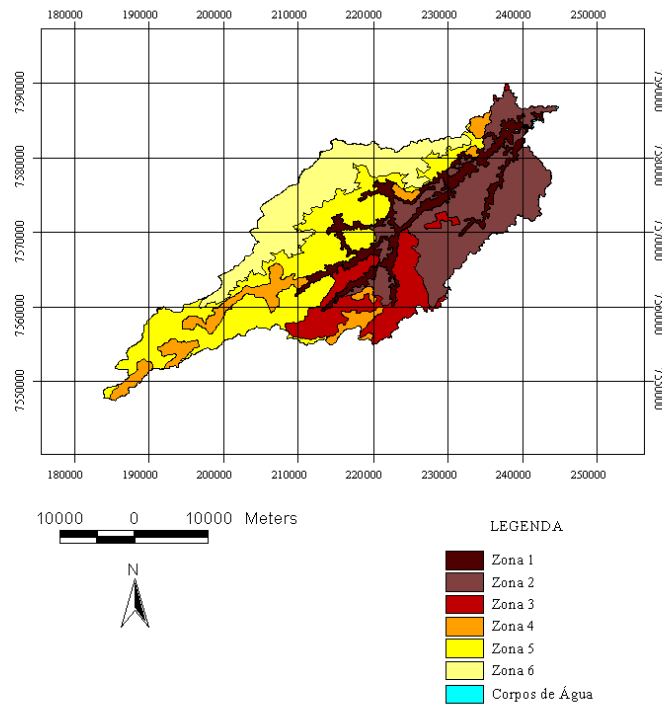 180000 190000 200000 210000 220000 230000 240000 250000
7590000 7590000
7580000 7580000
7570000 7570000
7560000 7560000
7550000 7550000
180000 190000 200000 210000 220000 230000 240000 250000
10000 0 10000 Meters
N
LEGENDA
Zona 1
Zona 2
Zona 3
Zona 4
Zona 5
Zona 6
Corpos de Água